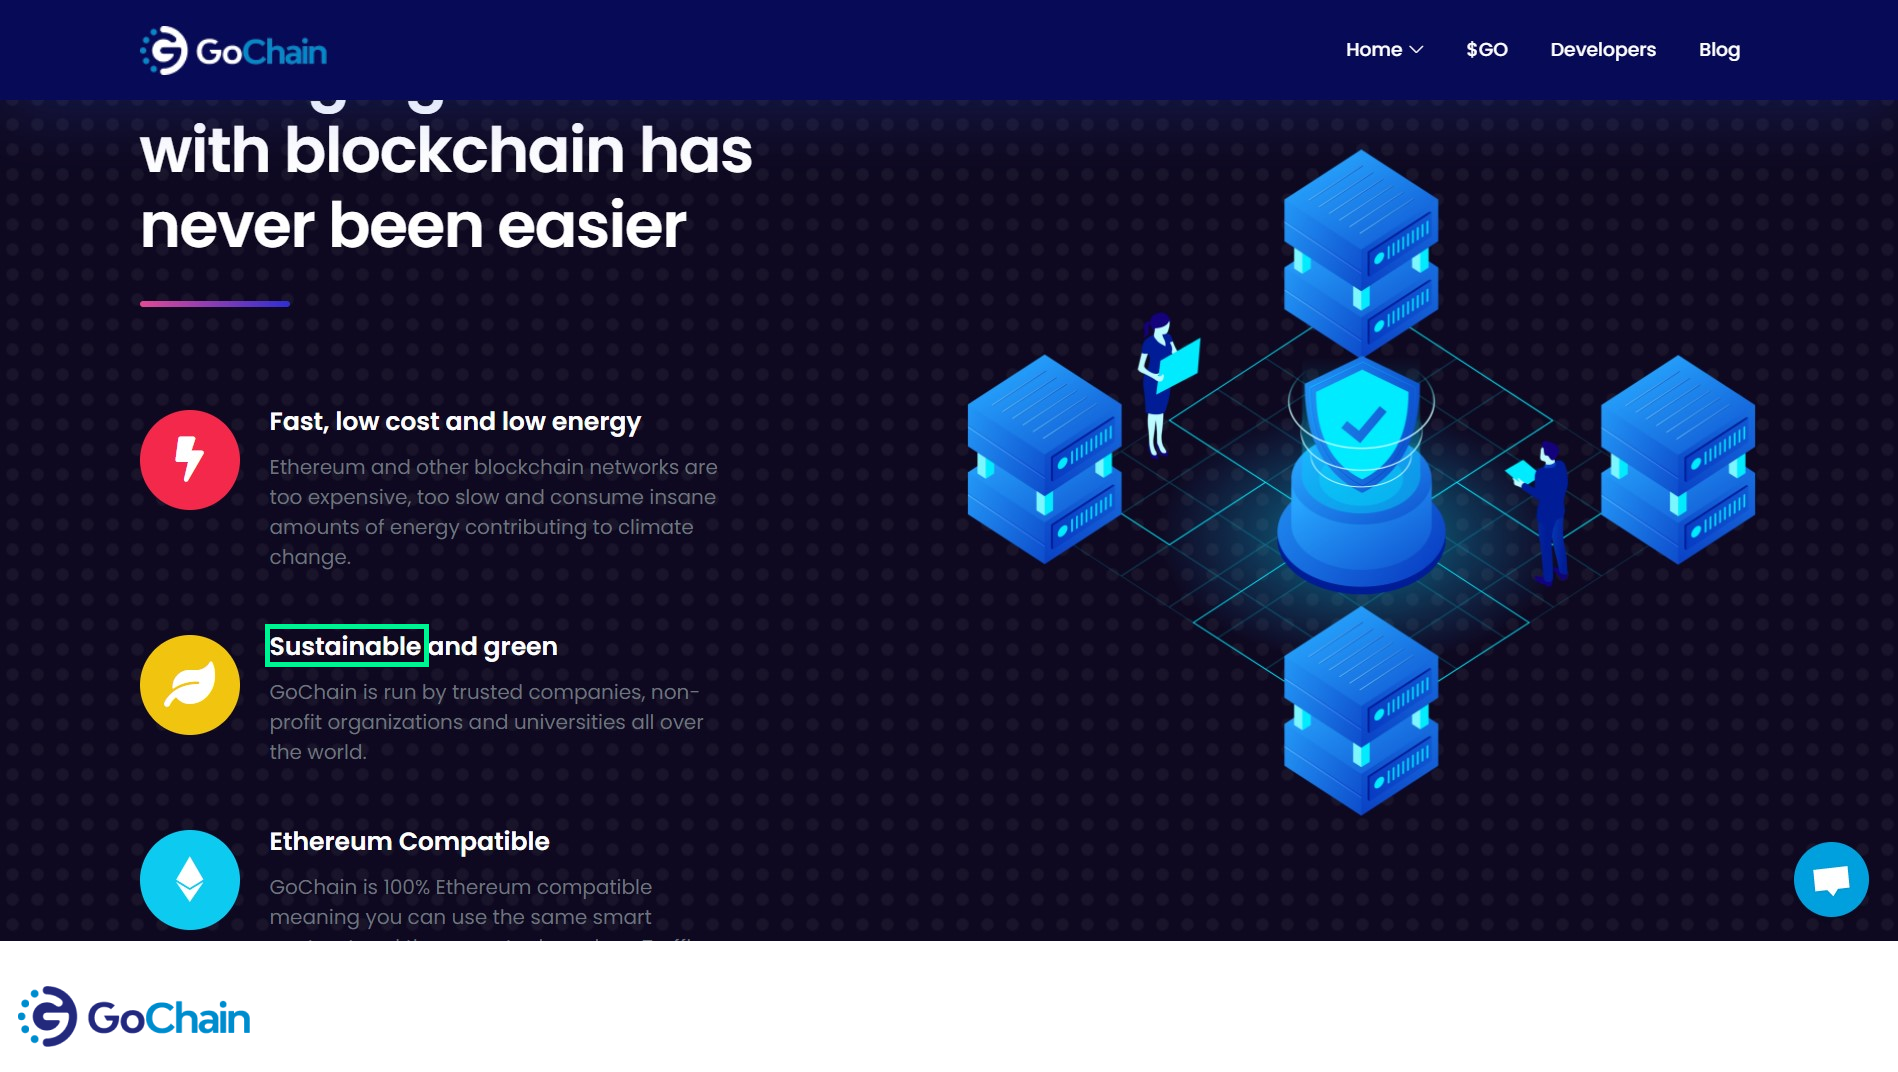 GoChain
Home
$GO
Developers
Blog
with blockchain has
never been easier
Fast, low cost and low energy
Ethereum and other blockchain networks are
too expensive, too slow and consume insane
amounts of energy contributing to climate
change.
Sustainable and green
GoChain is run by trusted companies, non-
profit organizations and universities all over
the world.
Ethereum Compatible
GoChain is 100% Ethereum compatible
meaning you can use the same smart
GoChain